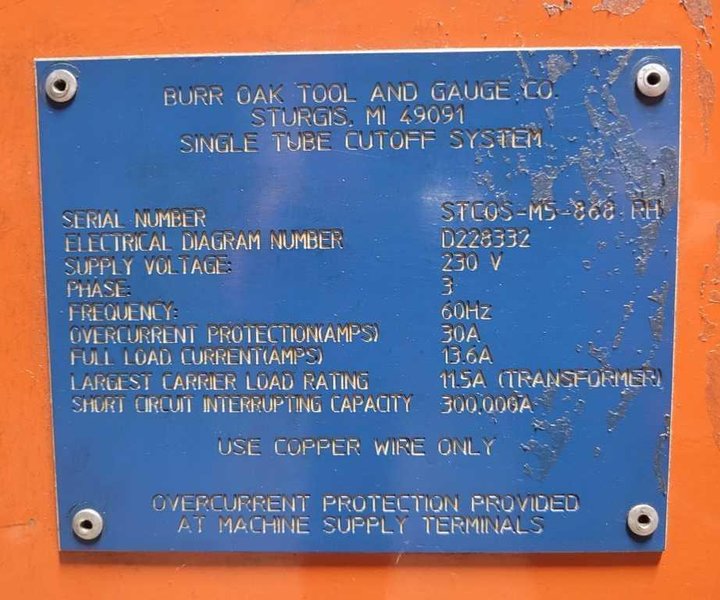 BURR OAK TOOL AND GAUGE CO.
STURGIS, MI 49091
SINGLE TUBE CUTOFF SYSTEM
SERIAL NUMBER STCOS-M5-868 RH
ELECTRICAL DIAGRAM NUMBER D228332
SUPPLY VOLTAGE: 230 V
PHASE: 3
FREQUENCY: 60Hz
OVERCURRENT PROTECTION(AMPS) 30A
FULL LOAD CURRENT(AMPS) 13.6A
LARGEST CARRIER LOAD RATING 11.5A (TRANSFORMER)
SHORT CIRCUIT INTERRUPTING CAPACITY 300,000A
USE COPPER WIRE ONLY
OVERCURRENT PROTECTION PROVIDED
AT MACHINE SUPPLY TERMINALS